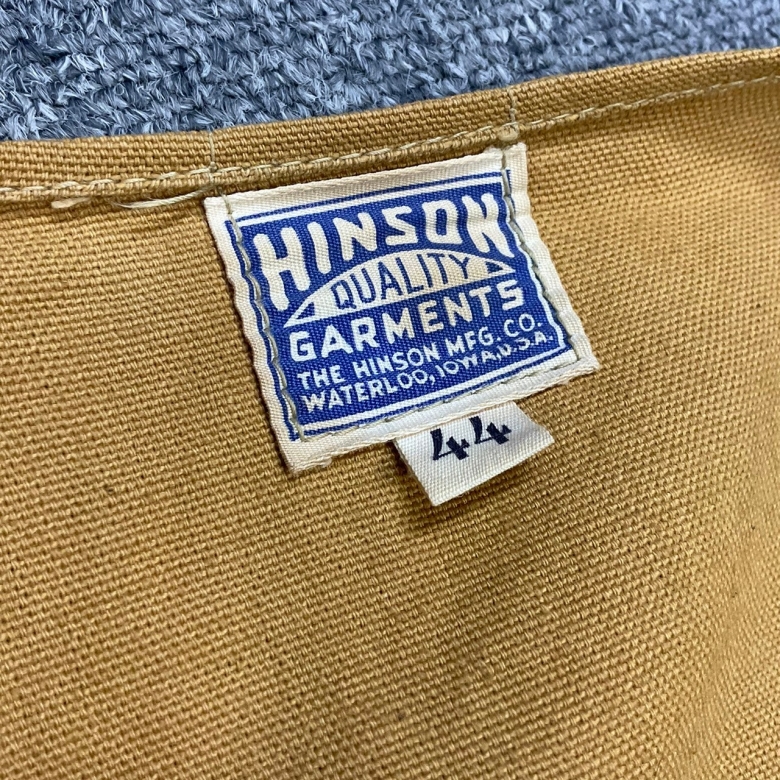 HINSON
QUALITY
GARMENTS
THE HINSON MFG. CO.
WATERLOO, IOWA, U.S.A.
44